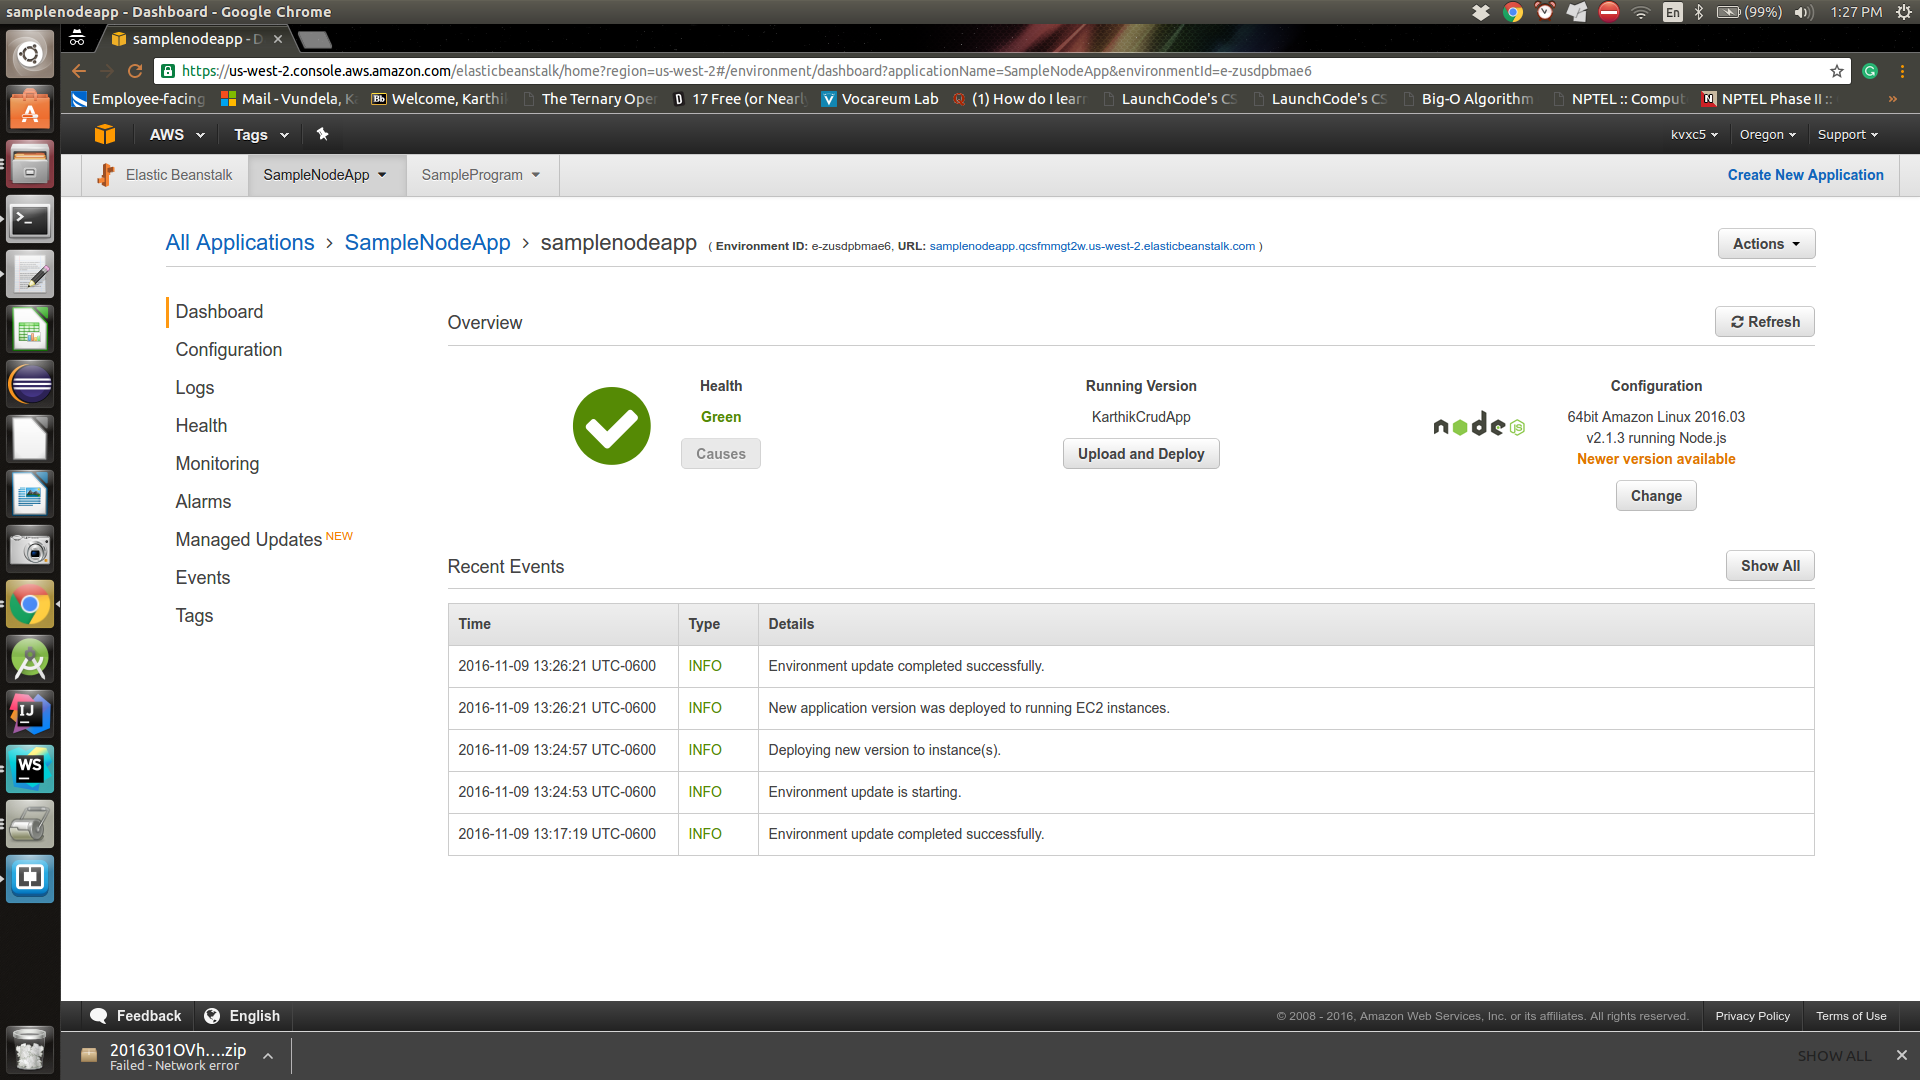 samplenodeapp - Dashboard - Google Chrome
En (99%) 1:27 PM
samplenodeapp - D
https://us-west-2.console.aws.amazon.com/elasticbeanstalk/home?region=us-west-2#/environment/dashboard?applicationName=SampleNodeApp&environmentId=e-zusdpbmae6
Employee-facing Mail - Vundela, Ka Bb Welcome, Karthil The Ternary Oper 17 Free (or Nearly Vocareum Lab (1) How do I learn LaunchCode's CS LaunchCode's CS Big-O Algorithm NPTEL :: Comput NPTEL Phase II ::
AWS Tags kvxc5 Oregon Support
Elastic Beanstalk SampleNodeApp SampleProgram Create New Application
All Applications > SampleNodeApp > samplenodeapp ( Environment ID: e-zusdpbmae6, URL: samplenodeapp.qcsfmmgt2w.us-west-2.elasticbeanstalk.com )
Actions
Dashboard
Configuration
Logs
Health
Monitoring
Alarms
Managed Updates NEW
Events
Tags
Overview
Refresh
Health
Green
Causes
Running Version
KarthikCrudApp
Upload and Deploy
node JS
Configuration
64bit Amazon Linux 2016.03
v2.1.3 running Node.js
Newer version available
Change
Recent Events
Show All
Time Type Details
2016-11-09 13:26:21 UTC-0600 INFO Environment update completed successfully.
2016-11-09 13:26:21 UTC-0600 INFO New application version was deployed to running EC2 instances.
2016-11-09 13:24:57 UTC-0600 INFO Deploying new version to instance(s).
2016-11-09 13:24:53 UTC-0600 INFO Environment update is starting.
2016-11-09 13:17:19 UTC-0600 INFO Environment update completed successfully.
IJ
WS
Feedback English © 2008 - 2016, Amazon Web Services, Inc. or its affiliates. All rights reserved. Privacy Policy Terms of Use
2016301OVh....zip
Failed - Network error
SHOW ALL